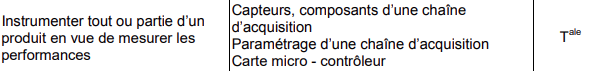 Instrumenter tout ou partie d'un
produit en vue de mesurer les
performances
Capteurs, composants d'une chaîne
d'acquisition
Paramétrage d'une chaîne d'acquisition
Carte micro - contrôleur
Tale